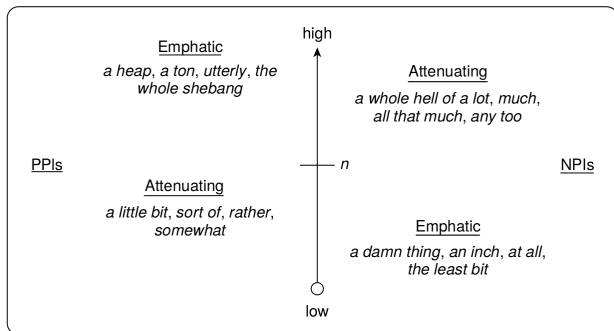 high
Emphatic
a heap, a ton, utterly, the
whole shebang
Attenuating
a whole hell of a lot, much,
all that much, any too
PPIs
n
NPIs
Attenuating
a little bit, sort of, rather,
somewhat
Emphatic
a damn thing, an inch, at all,
the least bit
low